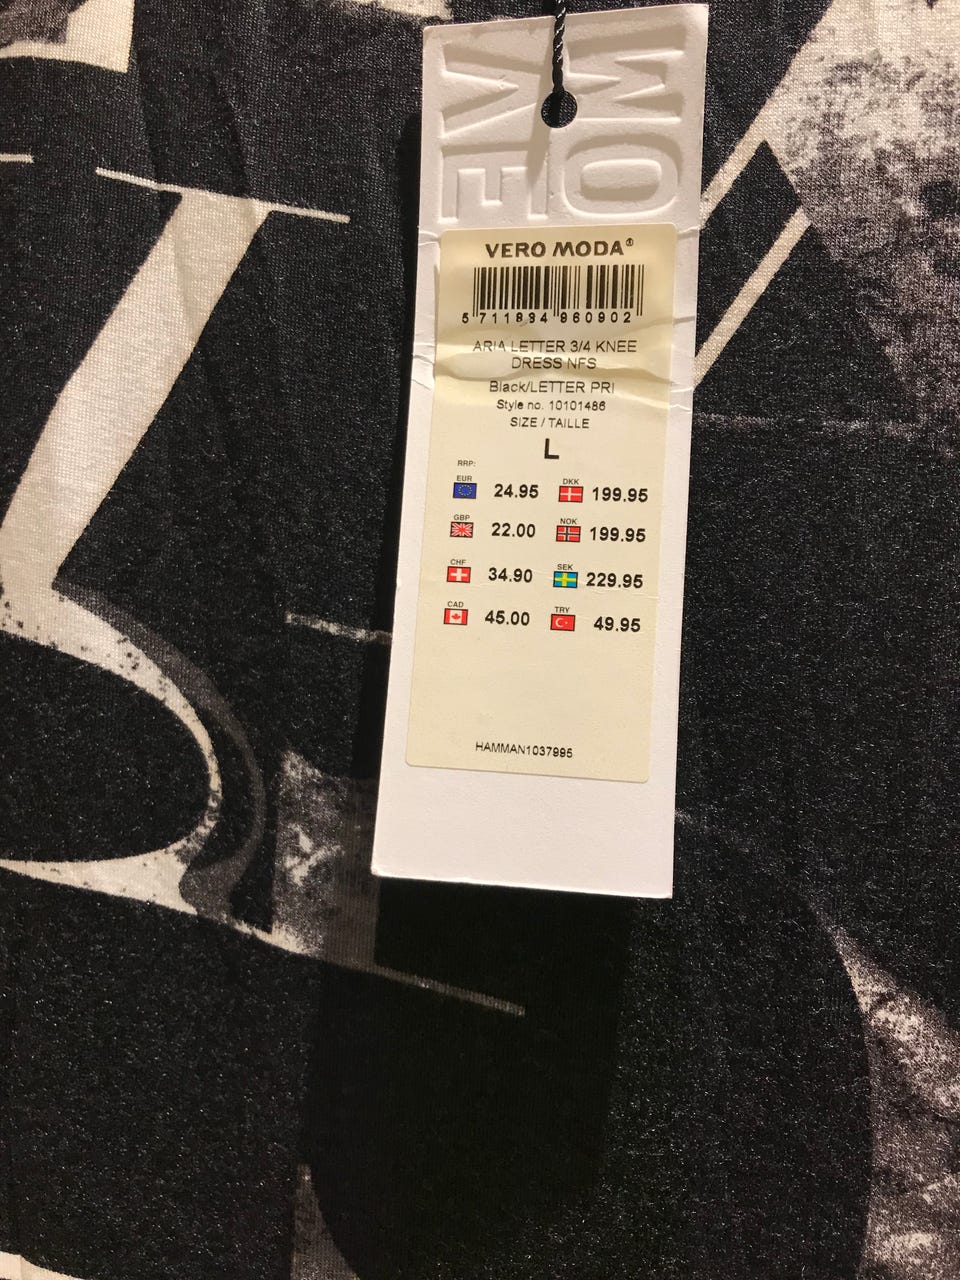 VERO MODA®
5 711834 960902
ARIA LETTER 3/4 KNEE
DRESS NFS
Black/LETTER PRI
Style no. 10101486
SIZE / TAILLE
L
RRP:
EUR 24.95 DKK 199.95
GBP 22.00 NOK 199.95
CHF 34.90 SEK 229.95
CAD 45.00 TRY 49.95
HAMMAN1037995